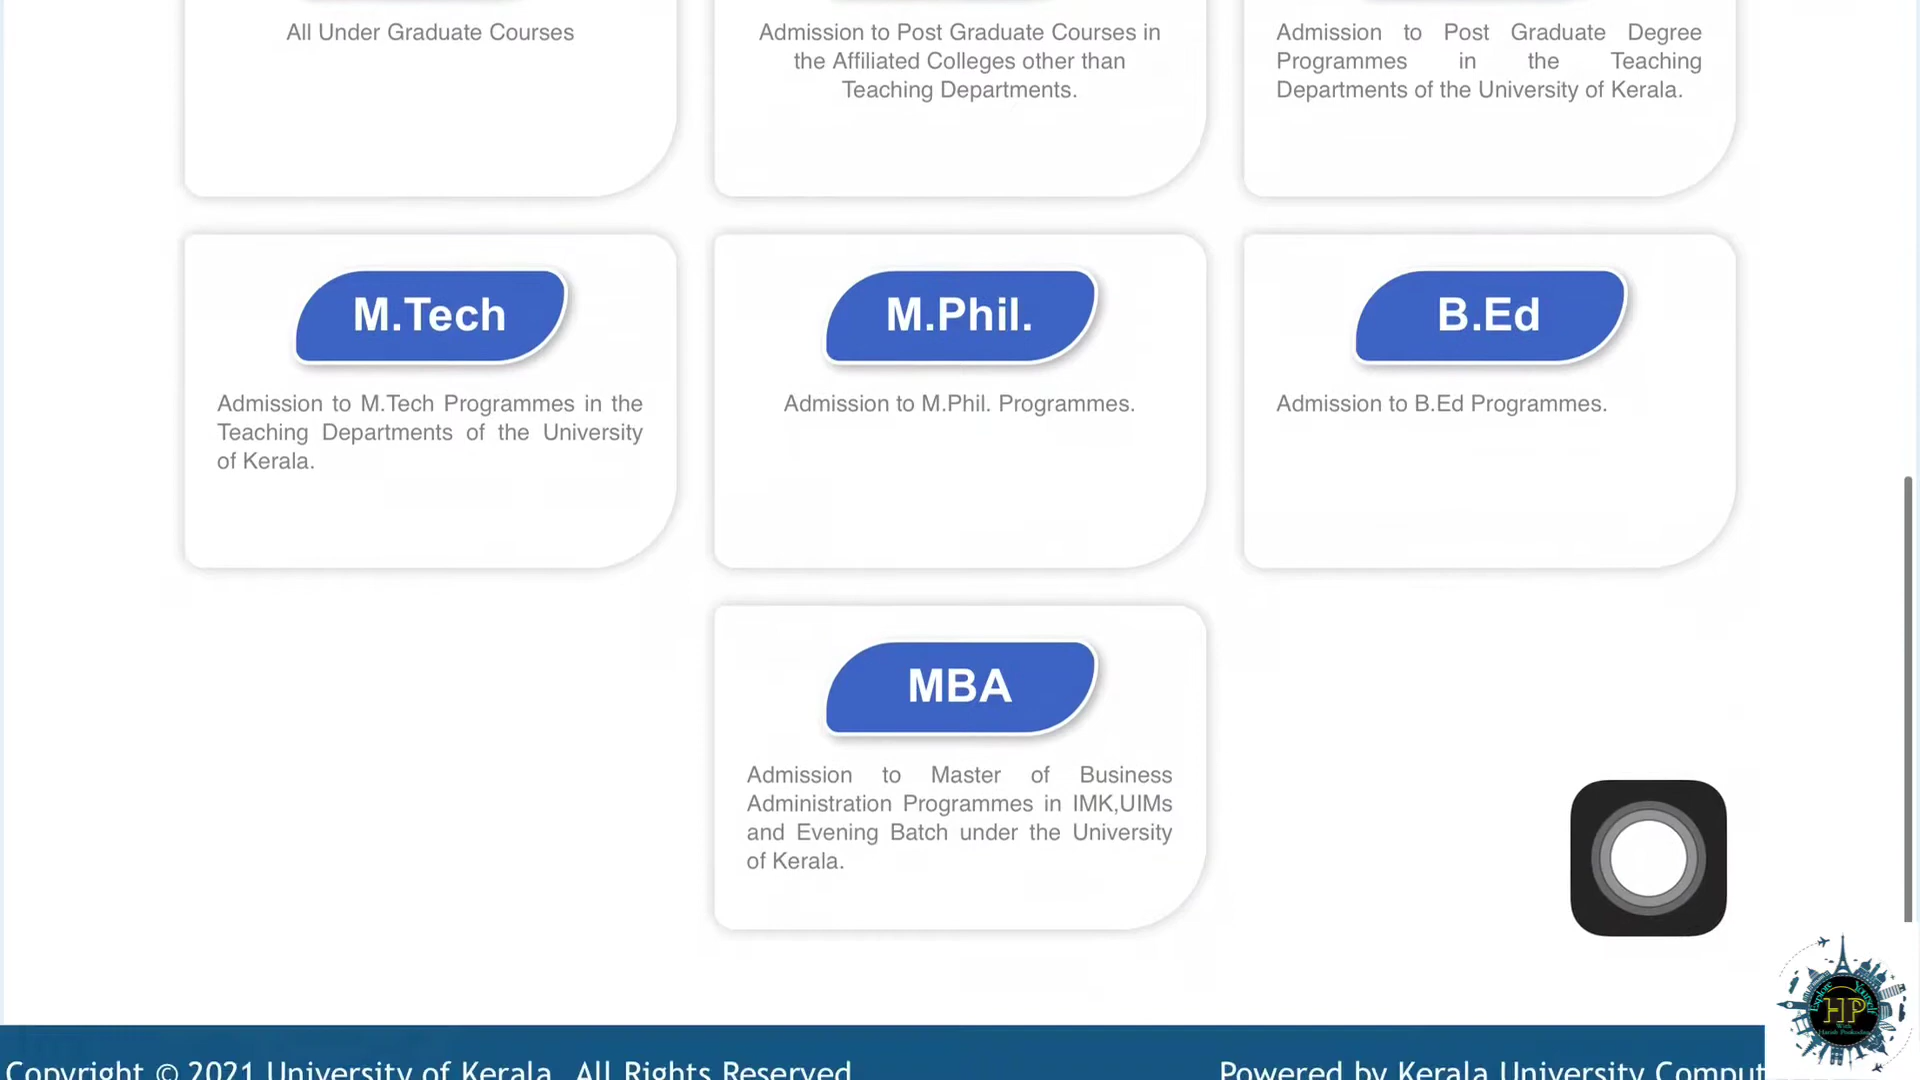 All Under Graduate Courses
Admission to Post Graduate Courses in
the Affiliated Colleges other than
Teaching Departments.
Admission to Post Graduate Degree
Programmes in the Teaching
Departments of the University of Kerala.
M.Tech
Admission to M.Tech Programmes in the
Teaching Departments of the University
of Kerala.
M.Phil.
Admission to M.Phil. Programmes.
B.Ed
Admission to B.Ed Programmes.
MBA
Admission to Master of Business
Administration Programmes in IMK,UIMs
and Evening Batch under the University
of Kerala.
Explore Yourself
HP
With
Copyright © 2021 University of Kerala. All Rights Reserved
Powered by Kerala University Comput